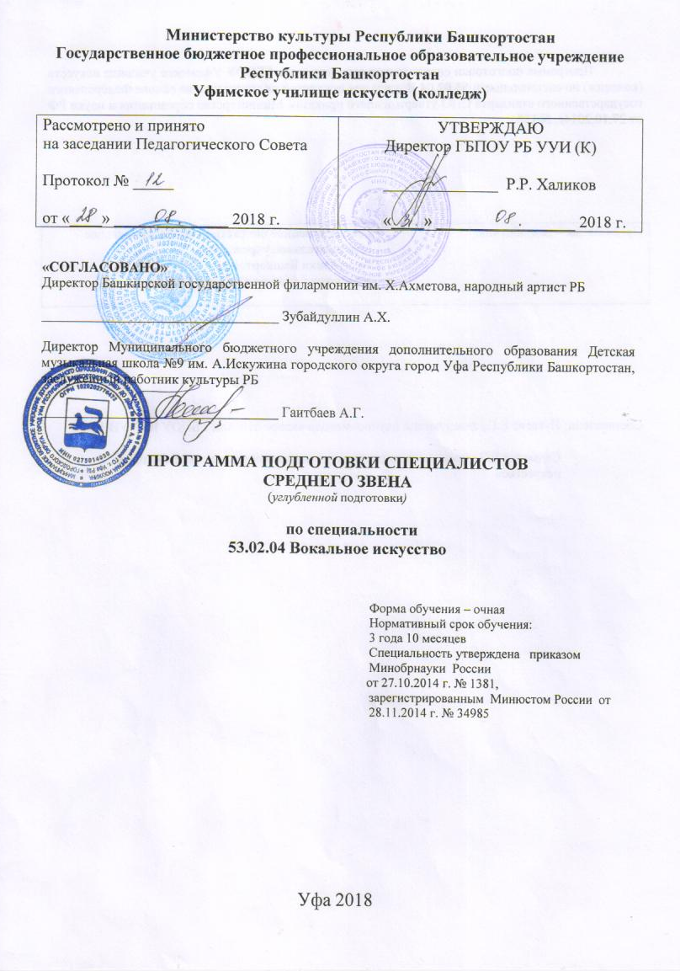 Министерство культуры Республики Башкортостан
Государственное бюджетное профессиональное образовательное учреждение
Республики Башкортостан
Уфимское училище искусств (колледж)
Рассмотрено и принято
на заседании Педагогического Совета
Протокол № 12
от « 28 » 08. 2018 г.
УТВЕРЖДАЮ
Директор ГБПОУ РБ УУИ (К)
Р.Р. Халиков
« 31 » 08. 2018 г.
«СОГЛАСОВАНО»
Директор Башкирской государственной филармонии им. Х.Ахметова, народный артист РБ
Зубайдуллин А.Х.
Директор Муниципального бюджетного учреждения дополнительного образования Детская
музыкальная школа №9 им. А.Искужина городского округа город Уфа Республики Башкортостан,
заслуженный работник культуры РБ
Гаитбаев А.Г.
ПРОГРАММА ПОДГОТОВКИ СПЕЦИАЛИСТОВ
СРЕДНЕГО ЗВЕНА
(углубленной подготовки)
по специальности
53.02.04 Вокальное искусство
Форма обучения – очная
Нормативный срок обучения:
3 года 10 месяцев
Специальность утверждена приказом
Минобрнауки России
от 27.10.2014 г. № 1381,
зарегистрированным Минюстом России от
28.11.2014 г. № 34985
Уфа 2018